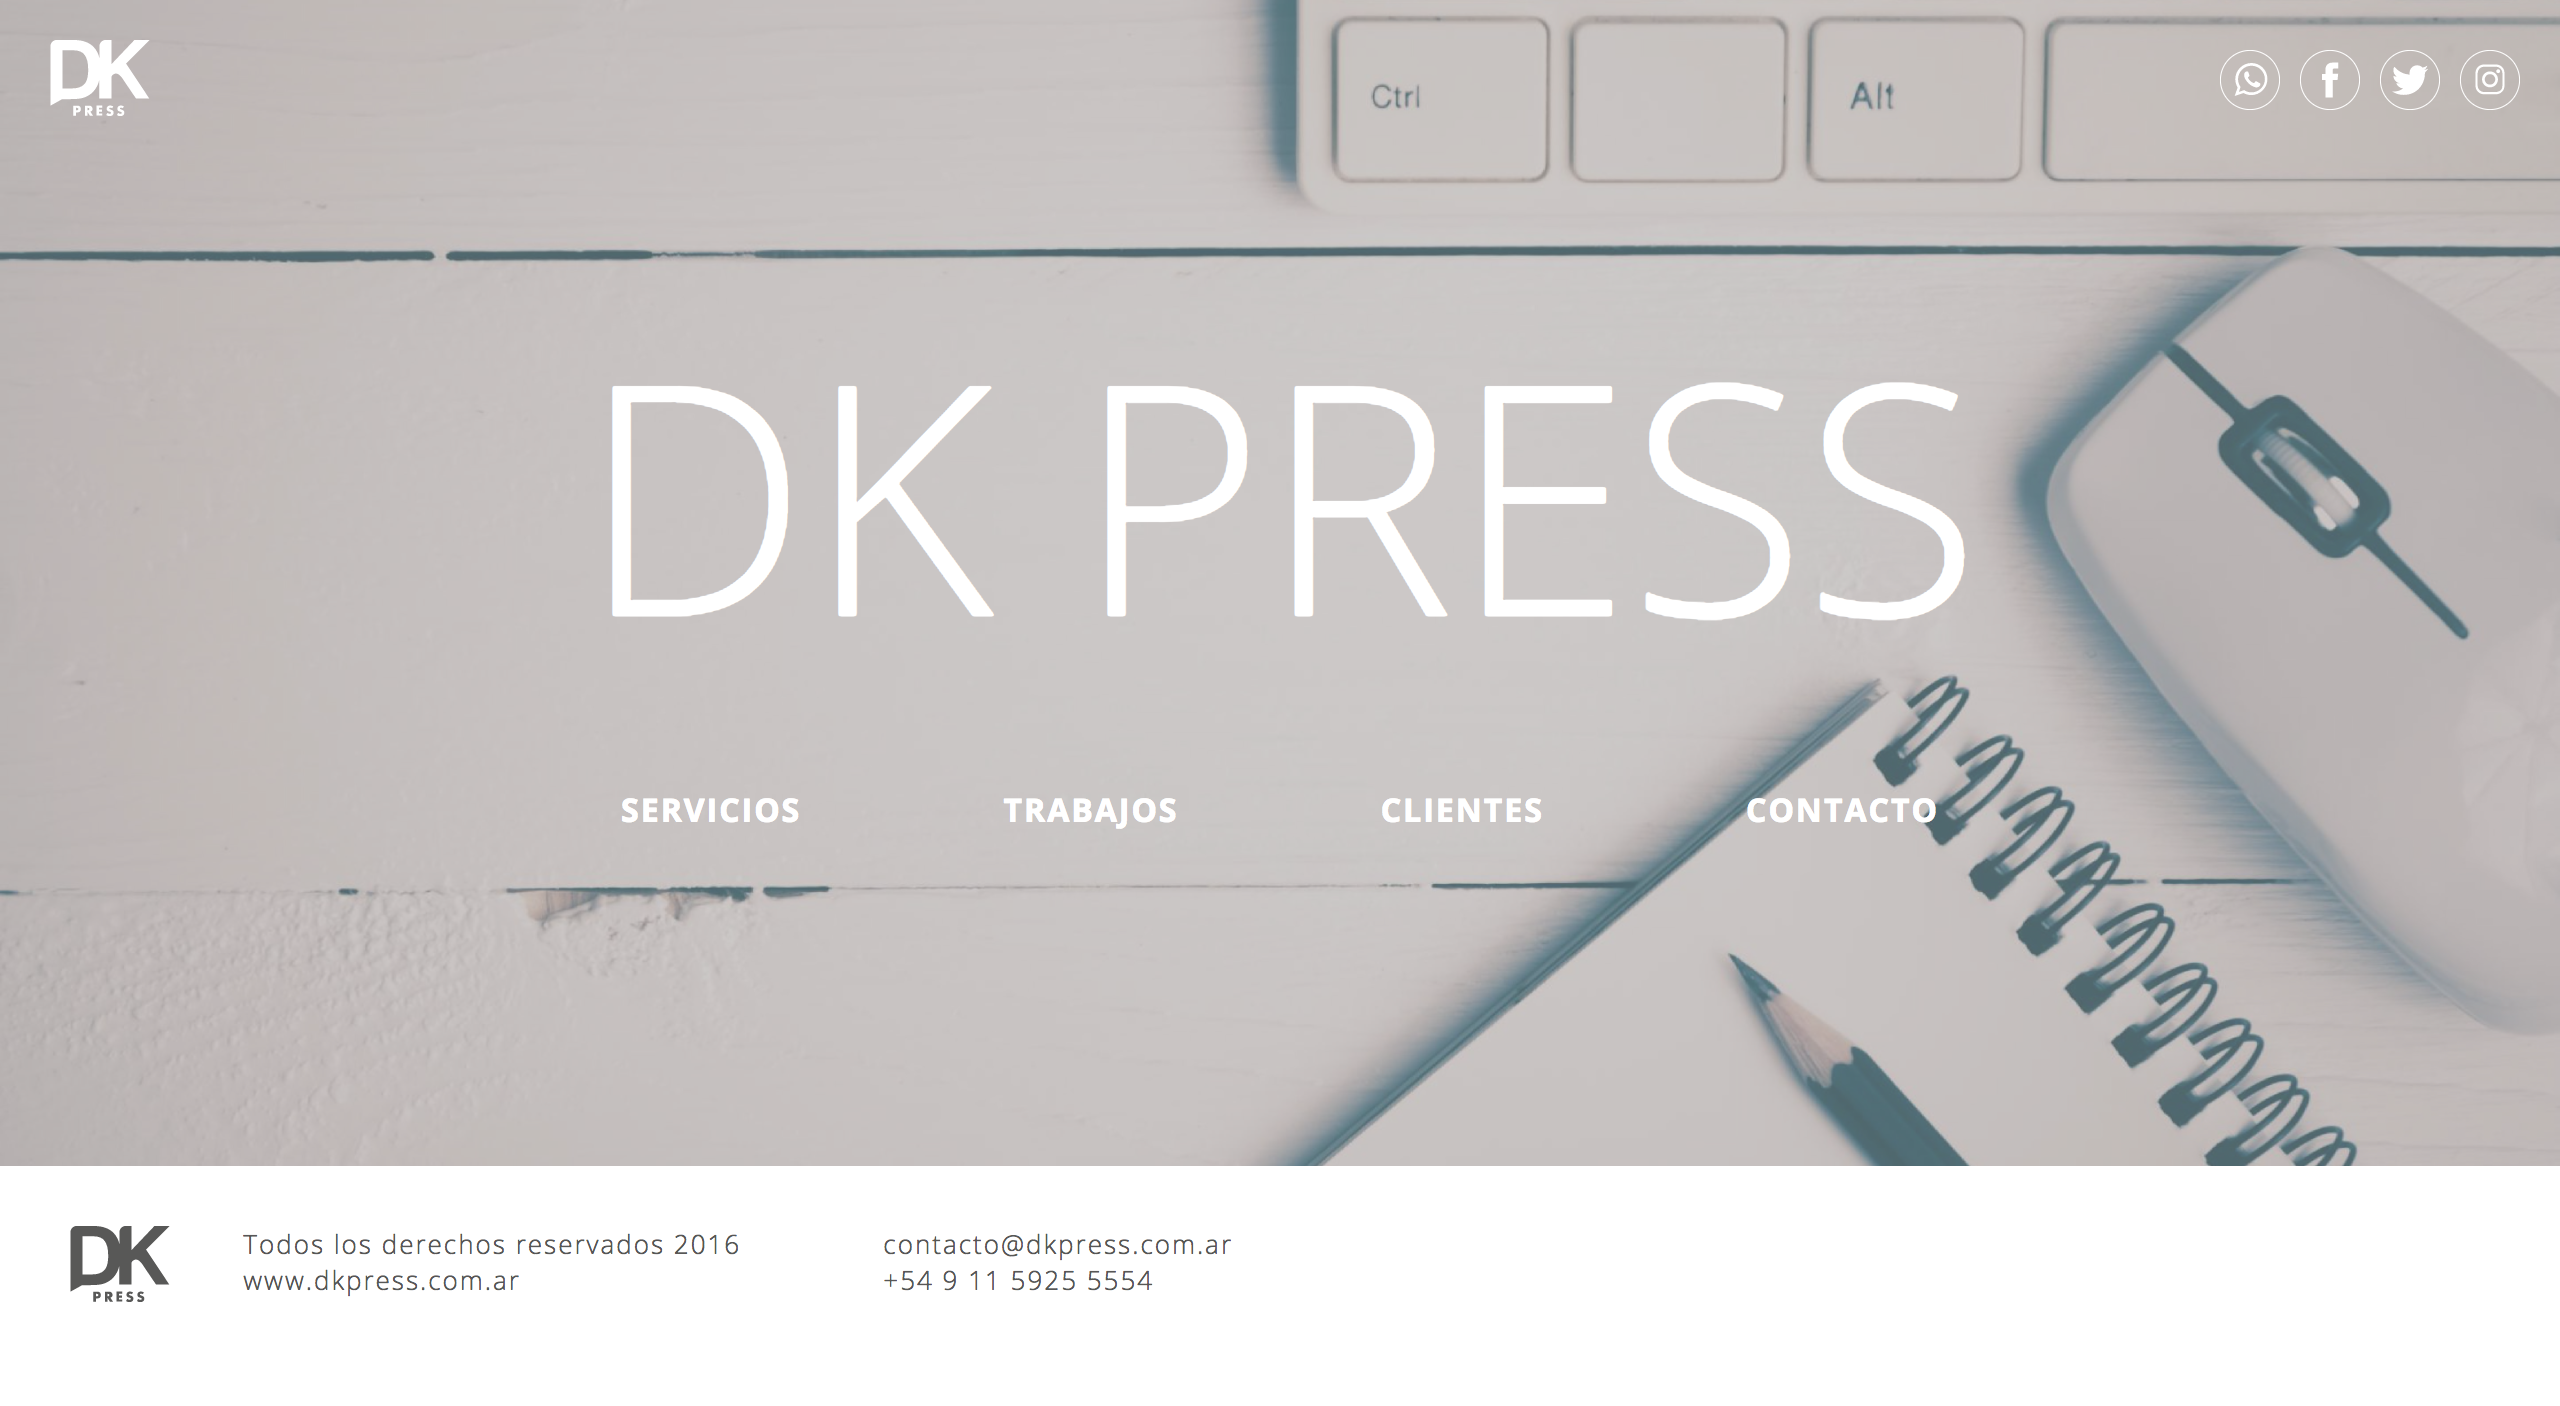 DK
PRESS
Ctrl
Alt
DK PRESS
SERVICIOS
TRABAJOS
CLIENTES
CONTACTO
DK
PRESS
Todos los derechos reservados 2016
www.dkpress.com.ar
contacto@dkpress.com.ar
+54 9 11 5925 5554